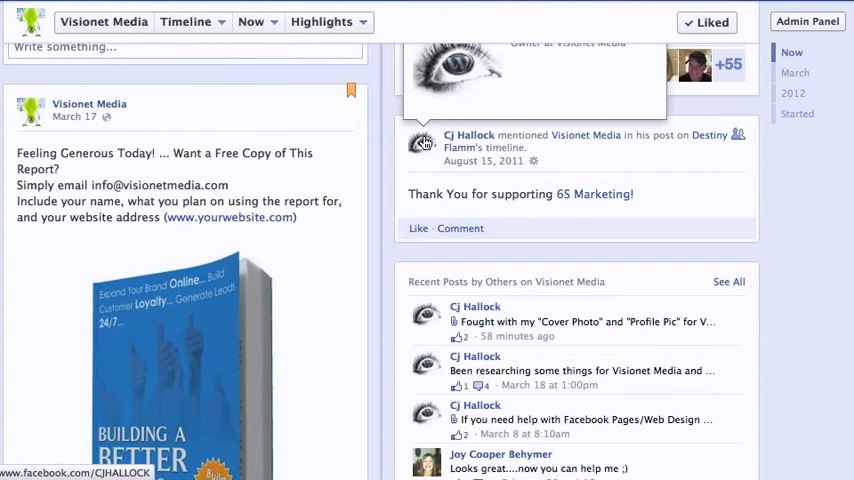 Visionet Media
Timeline
Now
Highlights
Liked
Admin Panel
Write something...
Owner at Visionet Media
+55
Now
March
2012
Started
Visionet Media
March 17
Feeling Generous Today! ... Want a Free Copy of This
Report?
Simply email info@visionetmedia.com
Include your name, what you plan on using the report for,
and your website address (www.yourwebsite.com)
Expand Your Brand Online... Build
Customer Loyalty... Generate Leads
24/7...
BUILDING A
BETTER
Cj Hallock mentioned Visionet Media in his post on Destiny
Flamm's timeline.
August 15, 2011
Thank You for supporting 6S Marketing!
Like · Comment
Recent Posts by Others on Visionet Media
See All
Cj Hallock
Fought with my "Cover Photo" and "Profile Pic" for V...
2 · 58 minutes ago
Cj Hallock
Been researching some things for Visionet Media and ...
1 4 · March 18 at 1:00pm
Cj Hallock
If you need help with Facebook Pages/Web Design ...
2 · March 8 at 8:10am
Joy Cooper Behymer
Looks great....now you can help me ;)
www.facebook.com/CJHALLOCK